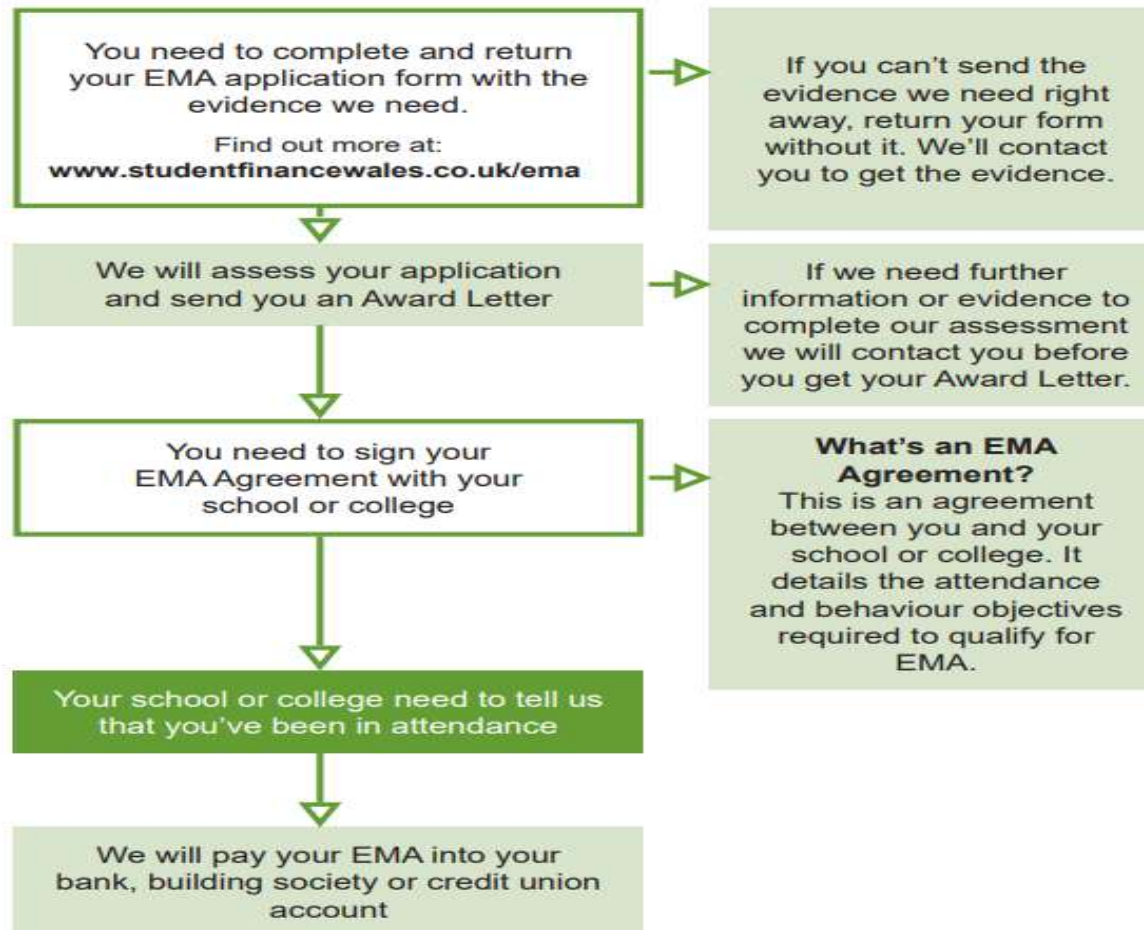 You need to complete and return
your EMA application form with the
evidence we need.
Find out more at:
www.studentfinancewales.co.uk/ema
If you can't send the
evidence we need right
away, return your form
without it. We'll contact
you to get the evidence.
We will assess your application
and send you an Award Letter
If we need further
information or evidence to
complete our assessment
we will contact you before
you get your Award Letter.
You need to sign your
EMA Agreement with your
school or college
What's an EMA
Agreement?
This is an agreement
between you and your
school or college. It
details the attendance
and behaviour objectives
required to qualify for
EMA.
Your school or college need to tell us
that you've been in attendance
We will pay your EMA into your
bank, building society or credit union
account